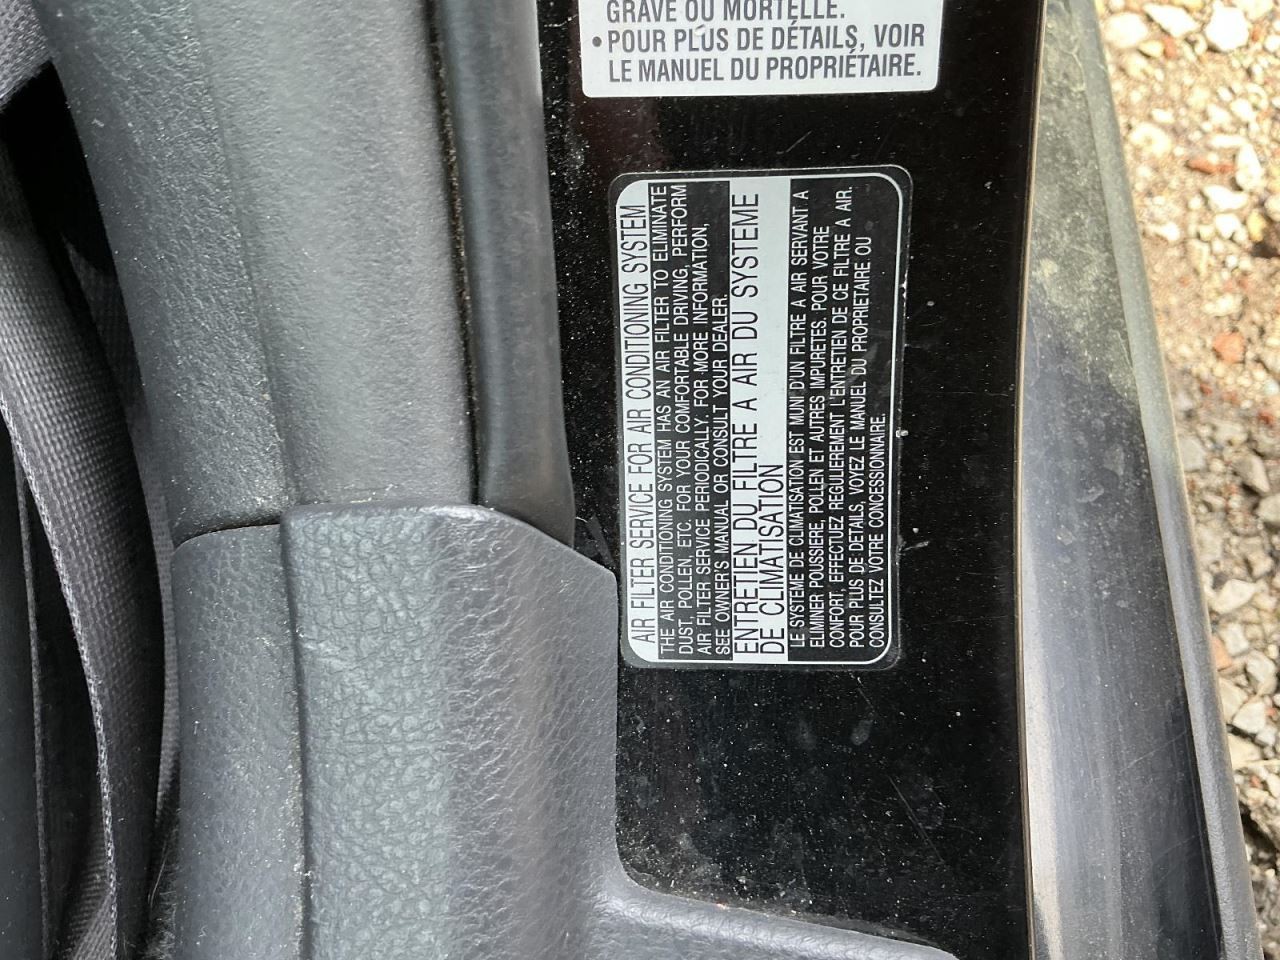 GRAVE OU MORTELLE.
• POUR PLUS DE DÉTAILS, VOIR
LE MANUEL DU PROPRIÉTAIRE.
AIR FILTER SERVICE FOR AIR CONDITIONING SYSTEM
THE AIR CONDITIONING SYSTEM HAS AN AIR FILTER TO ELIMINATE
DUST, POLLEN, ETC. FOR YOUR COMFORTABLE DRIVING, PERFORM
AIR FILTER SERVICE PERIODICALLY. FOR MORE INFORMATION,
SEE OWNER'S MANUAL OR CONSULT YOUR DEALER.
ENTRETIEN DU FILTRE A AIR DU SYSTEME
DE CLIMATISATION
LE SYSTEME DE CLIMATISATION EST MUNI D'UN FILTRE A AIR SERVANT A
ELIMINER POUSSIERE, POLLEN ET AUTRES IMPURETES. POUR VOTRE
CONFORT, EFFECTUEZ REGULIEREMENT L'ENTRETIEN DE CE FILTRE A AIR.
POUR PLUS DE DETAILS, VOYEZ LE MANUEL DU PROPRIETAIRE OU
CONSULTEZ VOTRE CONCESSIONNAIRE.